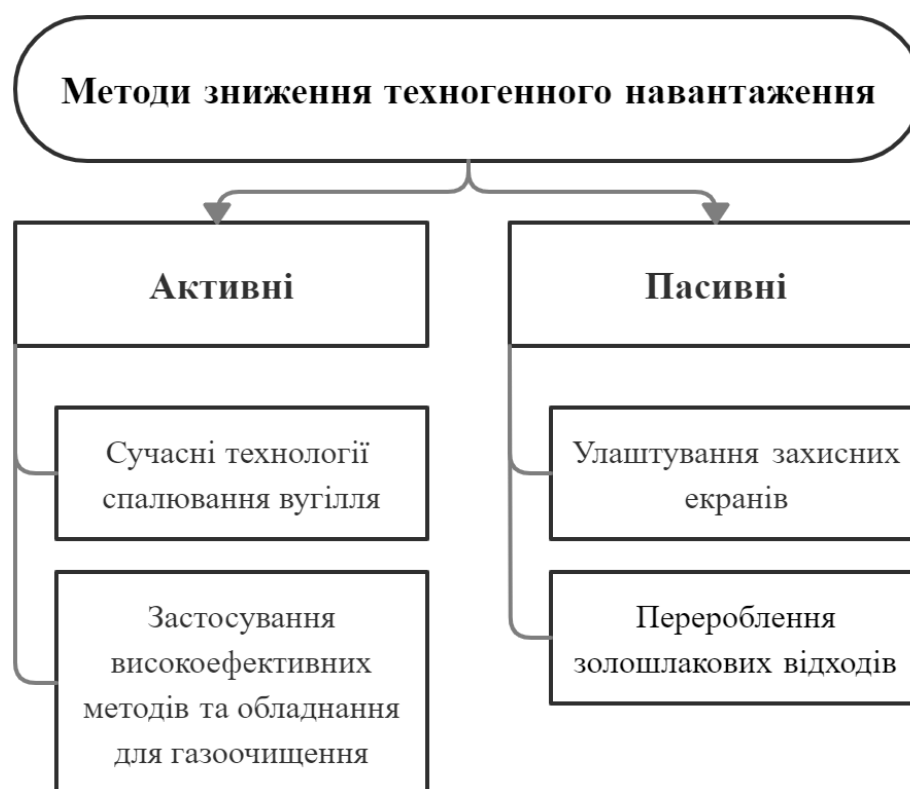 Методи зниження техногенного навантаження
Активні
Сучасні технології
спалювання вугілля
Застосування
високоефективних
методів та обладнання
для газоочищення
Пасивні
Улаштування захисних
екранів
Перероблення
золошлакових відходів